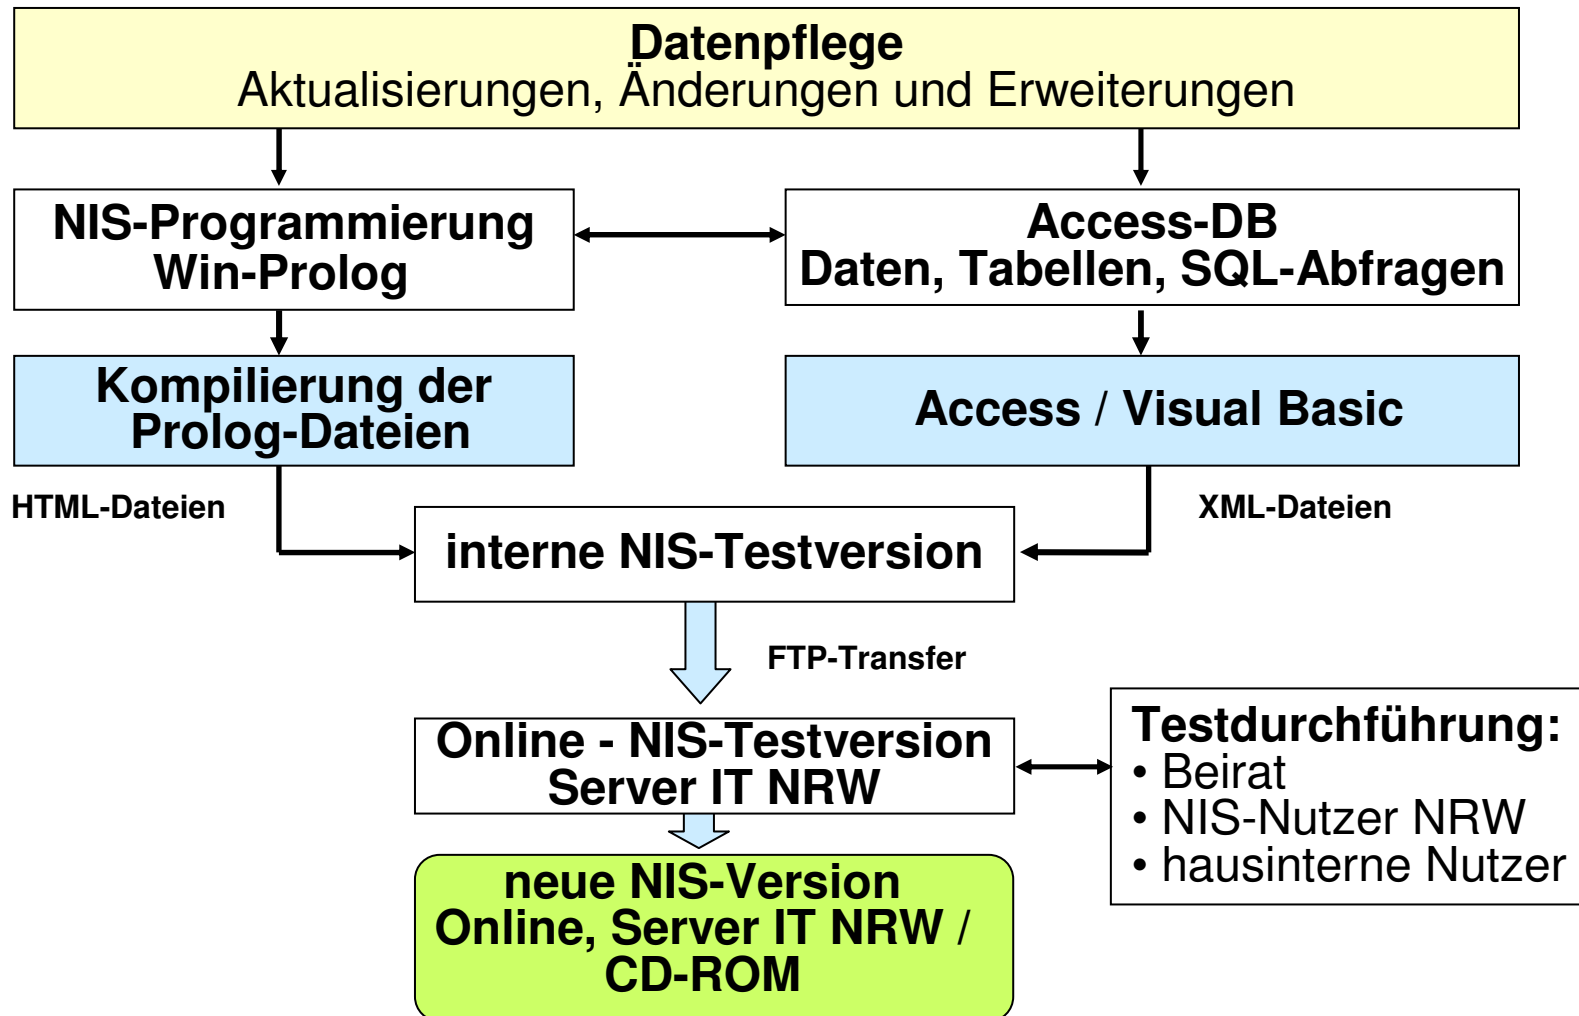 Datenpflege
Aktualisierungen, Änderungen und Erweiterungen
NIS-Programmierung
Win-Prolog
Access-DB
Daten, Tabellen, SQL-Abfragen
Kompilierung der
Prolog-Dateien
Access / Visual Basic
HTML-Dateien
XML-Dateien
interne NIS-Testversion
FTP-Transfer
Online - NIS-Testversion
Server IT NRW
Testdurchführung:
• Beirat
• NIS-Nutzer NRW
• hausinterne Nutzer
neue NIS-Version
Online, Server IT NRW /
CD-ROM